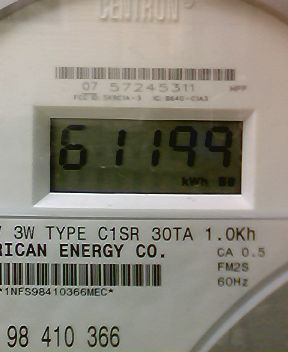 CENTRON
07 57245311
61199
kWh
3W TYPE C1SR 30TA 1.0Kh
RICAN ENERGY CO.
CA 0.5
FM2S
60Hz
*1NFS98410366MEC*
98 410 366